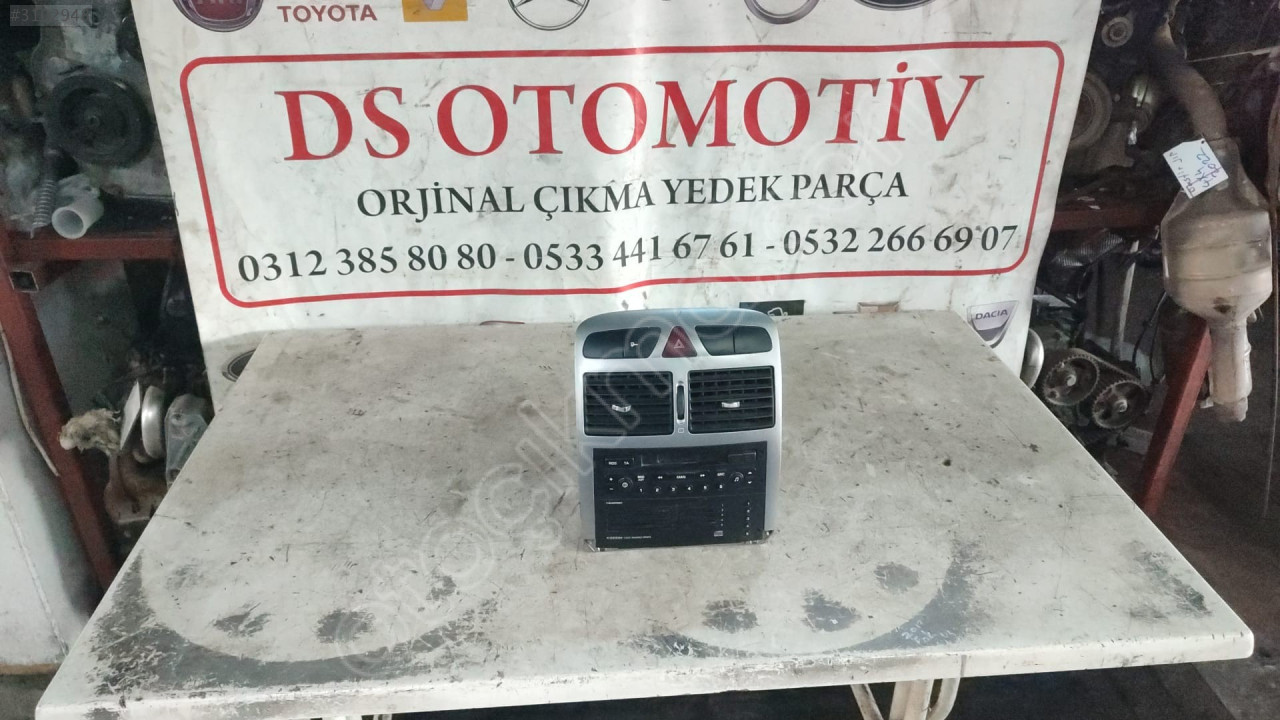 TOYOTA
DS OTOMOTİV
ORJİNAL ÇIKMA YEDEK PARÇA
0312 385 80 80 - 0533 441 67 61 - 0532 266 69 07
DACIA
2022